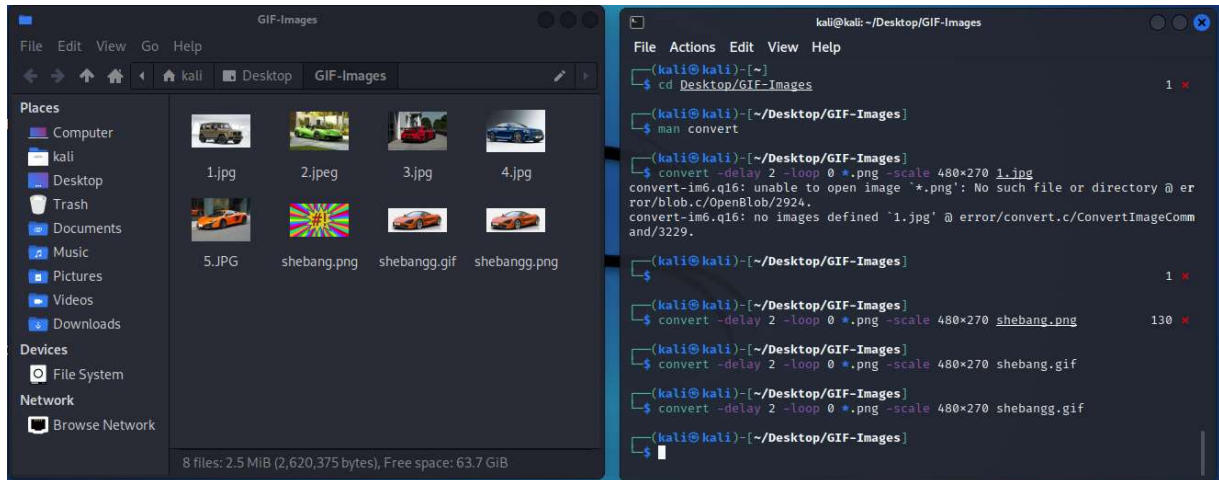 GIF-Images
File Edit View Go Help
kali Desktop GIF-Images
Places
Computer
kali
Desktop
Trash
Documents
Music
Pictures
Videos
Downloads
Devices
File System
Network
Browse Network
1.jpg 2.jpeg 3.jpg 4.jpg
#!
5.JPG shebang.png shebangg.gif shebangg.png
8 files: 2.5 MiB (2,620,375 bytes), Free space: 63.7 GiB
kali@kali: ~/Desktop/GIF-Images
File Actions Edit View Help
┌──(kali㉿kali)-[~]
└─$ cd Desktop/GIF-Images 1 ⨯
┌──(kali㉿kali)-[~/Desktop/GIF-Images]
└─$ man convert
┌──(kali㉿kali)-[~/Desktop/GIF-Images]
└─$ convert -delay 2 -loop 0 *.png -scale 480×270 1.jpg
convert-im6.q16: unable to open image `*.png': No such file or directory @ er
ror/blob.c/OpenBlob/2924.
convert-im6.q16: no images defined `1.jpg' @ error/convert.c/ConvertImageComm
and/3229.
┌──(kali㉿kali)-[~/Desktop/GIF-Images]
└─$ 1 ⨯
┌──(kali㉿kali)-[~/Desktop/GIF-Images]
└─$ convert -delay 2 -loop 0 *.png -scale 480×270 shebang.png 130 ⨯
┌──(kali㉿kali)-[~/Desktop/GIF-Images]
└─$ convert -delay 2 -loop 0 *.png -scale 480×270 shebang.gif
┌──(kali㉿kali)-[~/Desktop/GIF-Images]
└─$ convert -delay 2 -loop 0 *.png -scale 480×270 shebangg.gif
┌──(kali㉿kali)-[~/Desktop/GIF-Images]
└─$